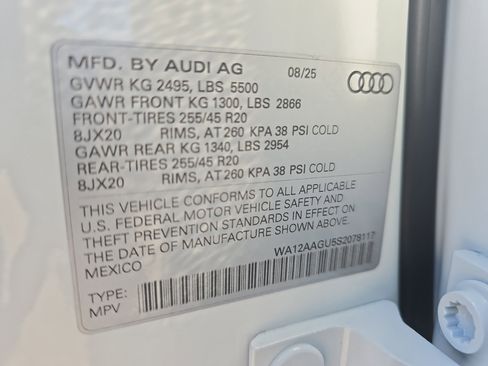 MFD. BY AUDI AG 08/25
GVWR KG 2495, LBS 5500
GAWR FRONT KG 1300, LBS 2866
FRONT-TIRES 255/45 R20
8JX20 RIMS, AT 260 KPA 38 PSI COLD
GAWR REAR KG 1340, LBS 2954
REAR-TIRES 255/45 R20
8JX20 RIMS, AT 260 KPA 38 PSI COLD
THIS VEHICLE CONFORMS TO ALL APPLICABLE
U.S. FEDERAL MOTOR VEHICLE SAFETY AND
THEFT PREVENTION STANDARDS IN EFFECT ON
THE DATE OF MANUFACTURE SHOWN ABOVE.
MEXICO WA12AAGU5S2078117
TYPE:
MPV